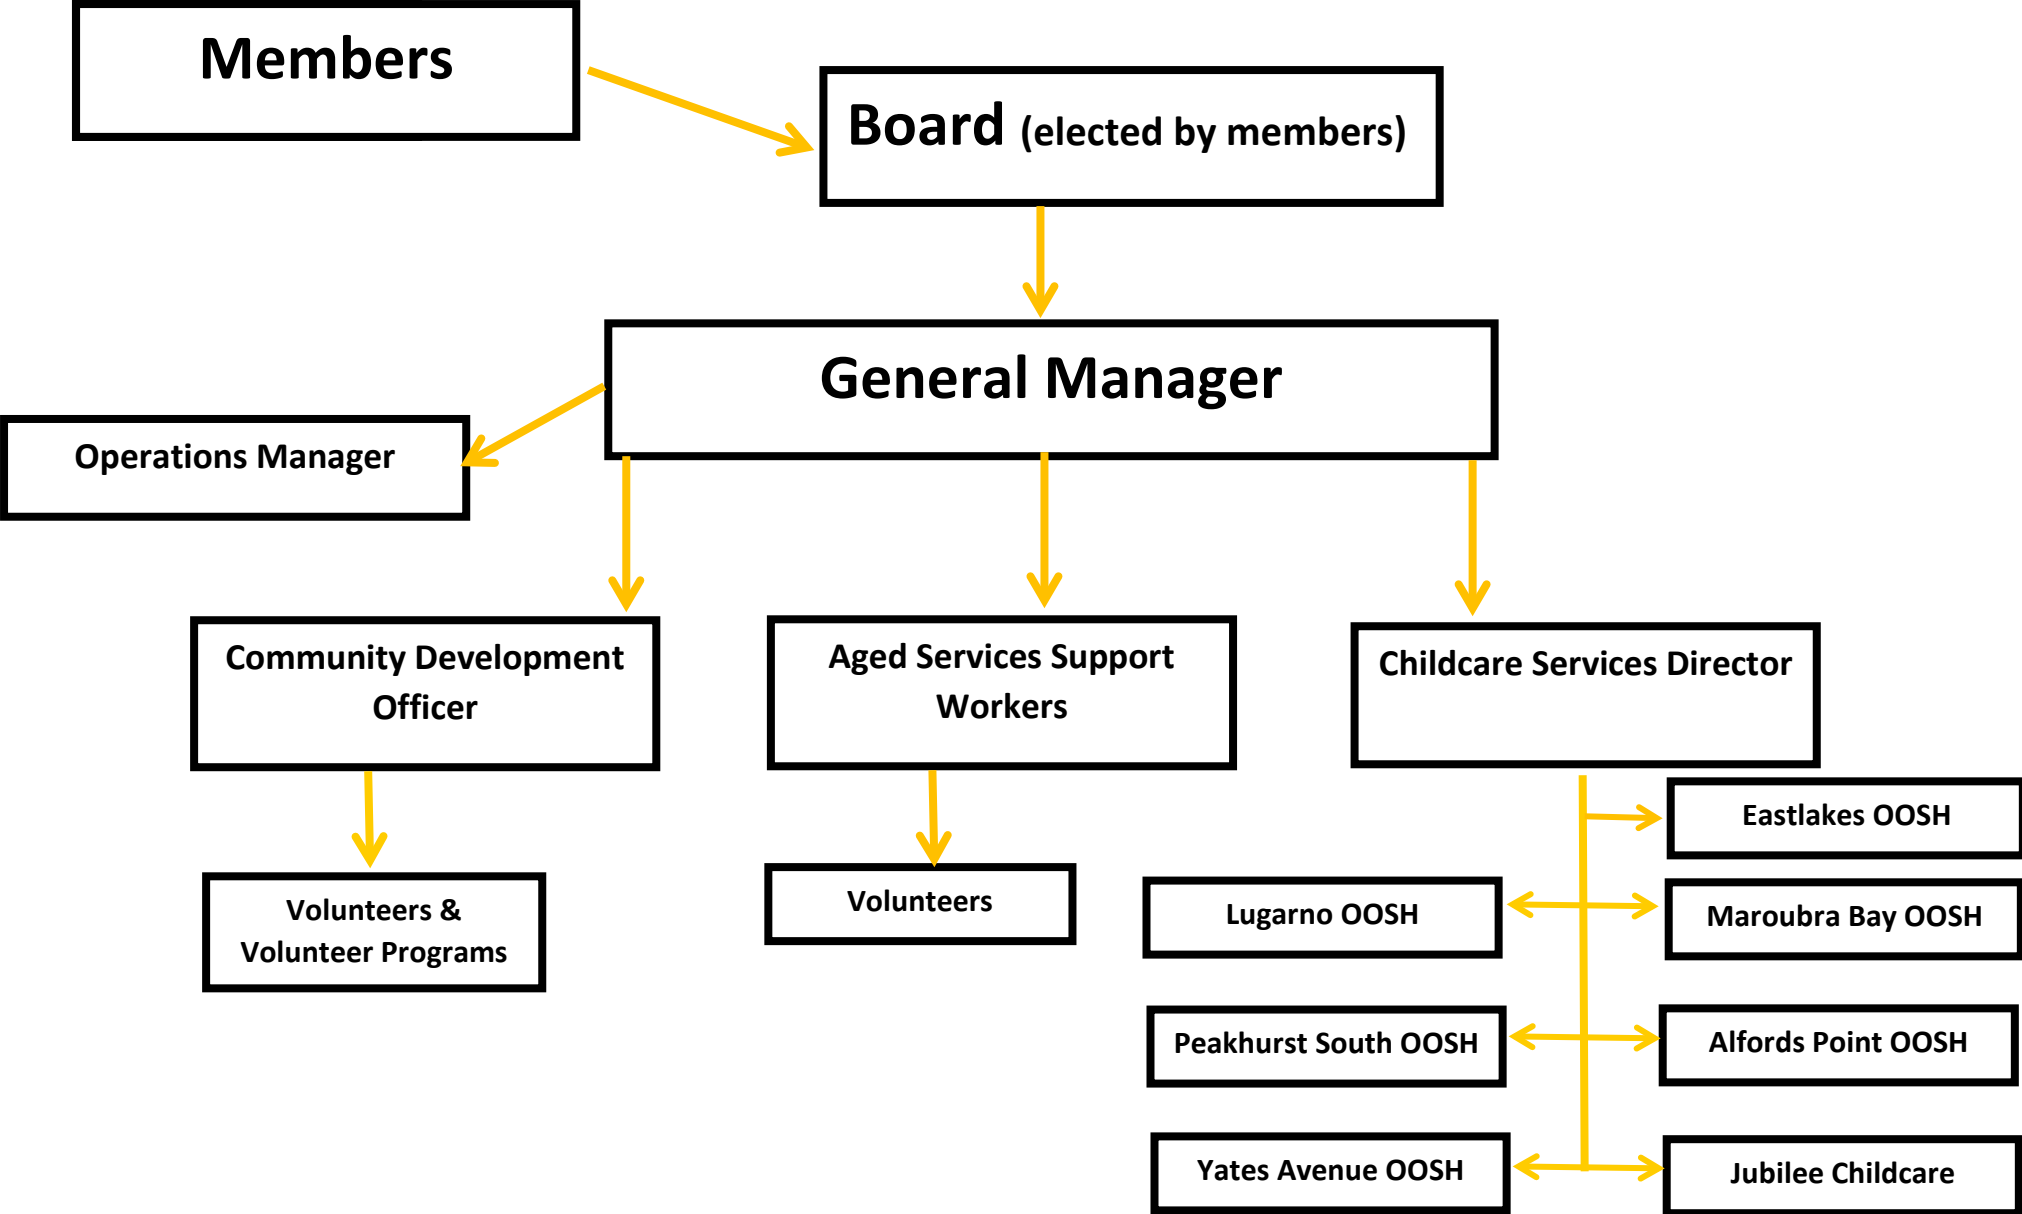 Members
Board (elected by members)
General Manager
Operations Manager
Community Development
Officer
Aged Services Support
Workers
Childcare Services Director
Volunteers &
Volunteer Programs
Volunteers
Eastlakes OOSH
Lugarno OOSH
Maroubra Bay OOSH
Peakhurst South OOSH
Alfords Point OOSH
Yates Avenue OOSH
Jubilee Childcare